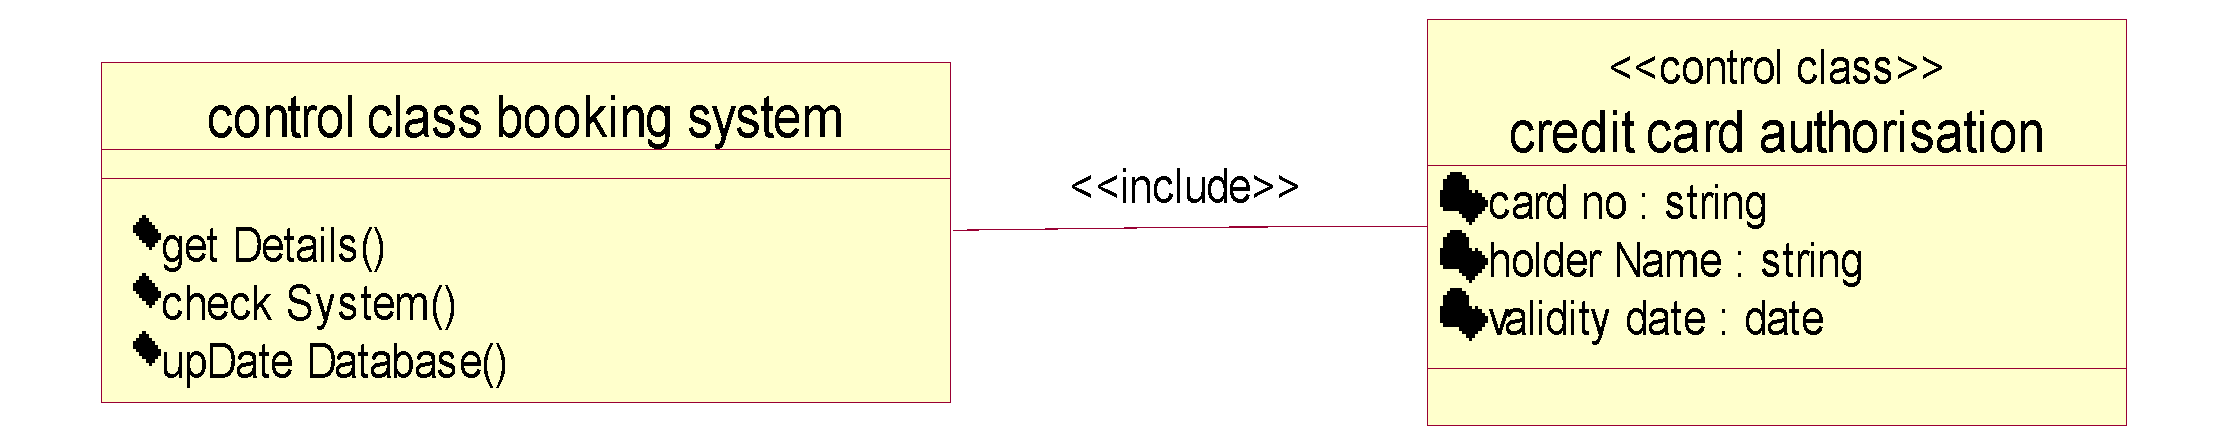 control class booking system
get Details()
check System()
upDate Database()
<<include>>
<<control class>>
credit card authorisation
card no : string
holder Name : string
validity date : date